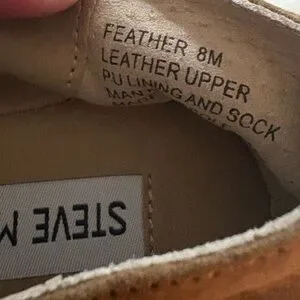 FEATHER 8M
LEATHER UPPER
PU LINING AND SOCK
STEVE M